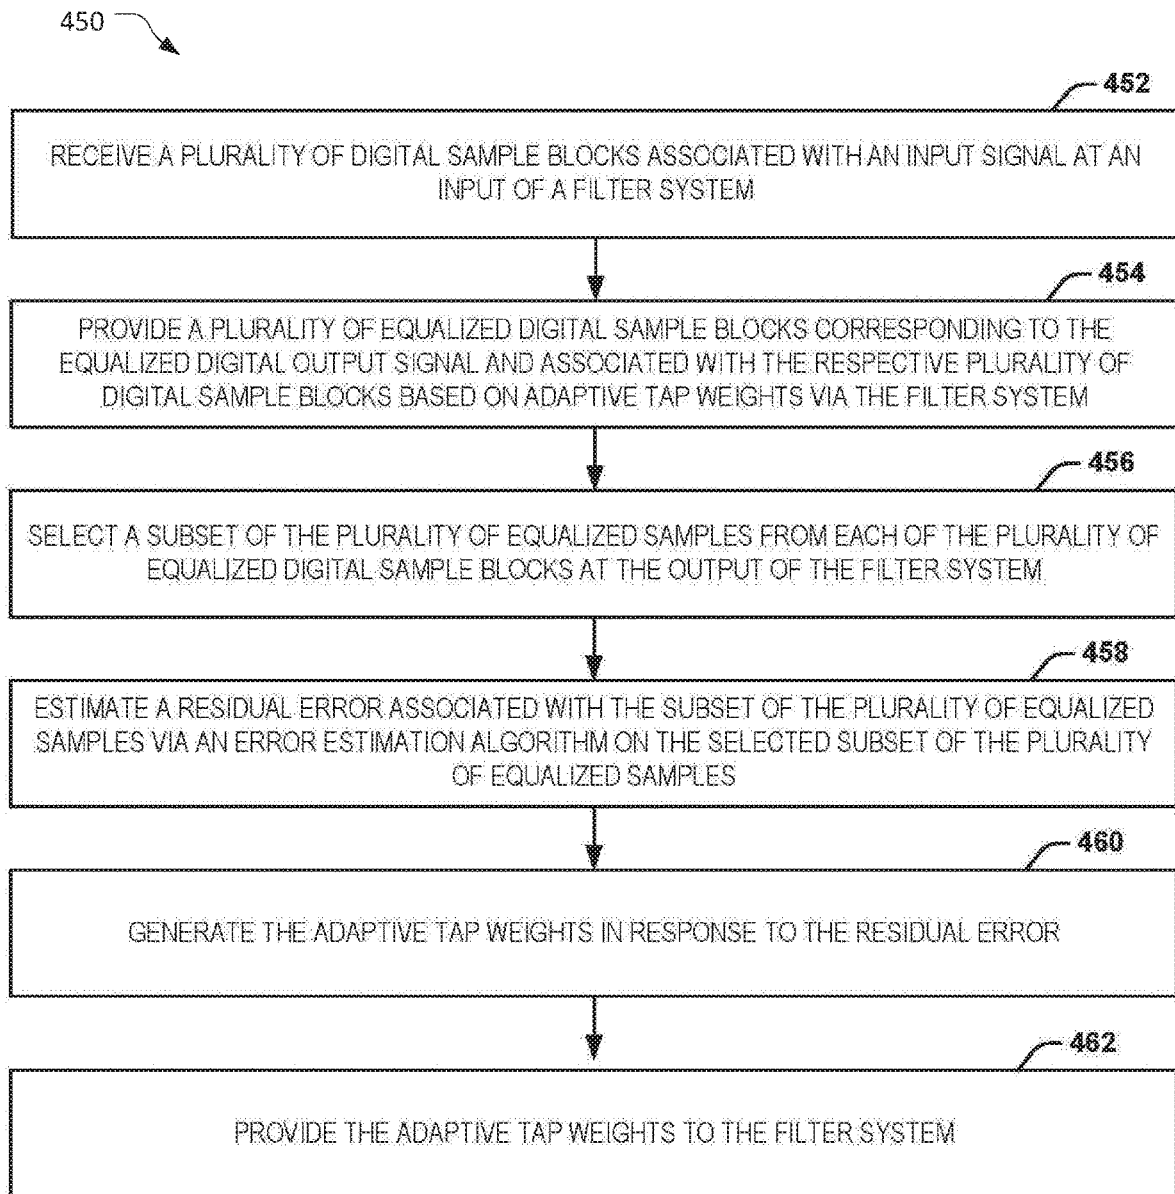 450
452
RECEIVE A PLURALITY OF DIGITAL SAMPLE BLOCKS ASSOCIATED WITH AN INPUT SIGNAL AT AN
INPUT OF A FILTER SYSTEM
454
PROVIDE A PLURALITY OF EQUALIZED DIGITAL SAMPLE BLOCKS CORRESPONDING TO THE
EQUALIZED DIGITAL OUTPUT SIGNAL AND ASSOCIATED WITH THE RESPECTIVE PLURALITY OF
DIGITAL SAMPLE BLOCKS BASED ON ADAPTIVE TAP WEIGHTS VIA THE FILTER SYSTEM
456
SELECT A SUBSET OF THE PLURALITY OF EQUALIZED SAMPLES FROM EACH OF THE PLURALITY OF
EQUALIZED DIGITAL SAMPLE BLOCKS AT THE OUTPUT OF THE FILTER SYSTEM
458
ESTIMATE A RESIDUAL ERROR ASSOCIATED WITH THE SUBSET OF THE PLURALITY OF EQUALIZED
SAMPLES VIA AN ERROR ESTIMATION ALGORITHM ON THE SELECTED SUBSET OF THE PLURALITY
OF EQUALIZED SAMPLES
460
GENERATE THE ADAPTIVE TAP WEIGHTS IN RESPONSE TO THE RESIDUAL ERROR
462
PROVIDE THE ADAPTIVE TAP WEIGHTS TO THE FILTER SYSTEM